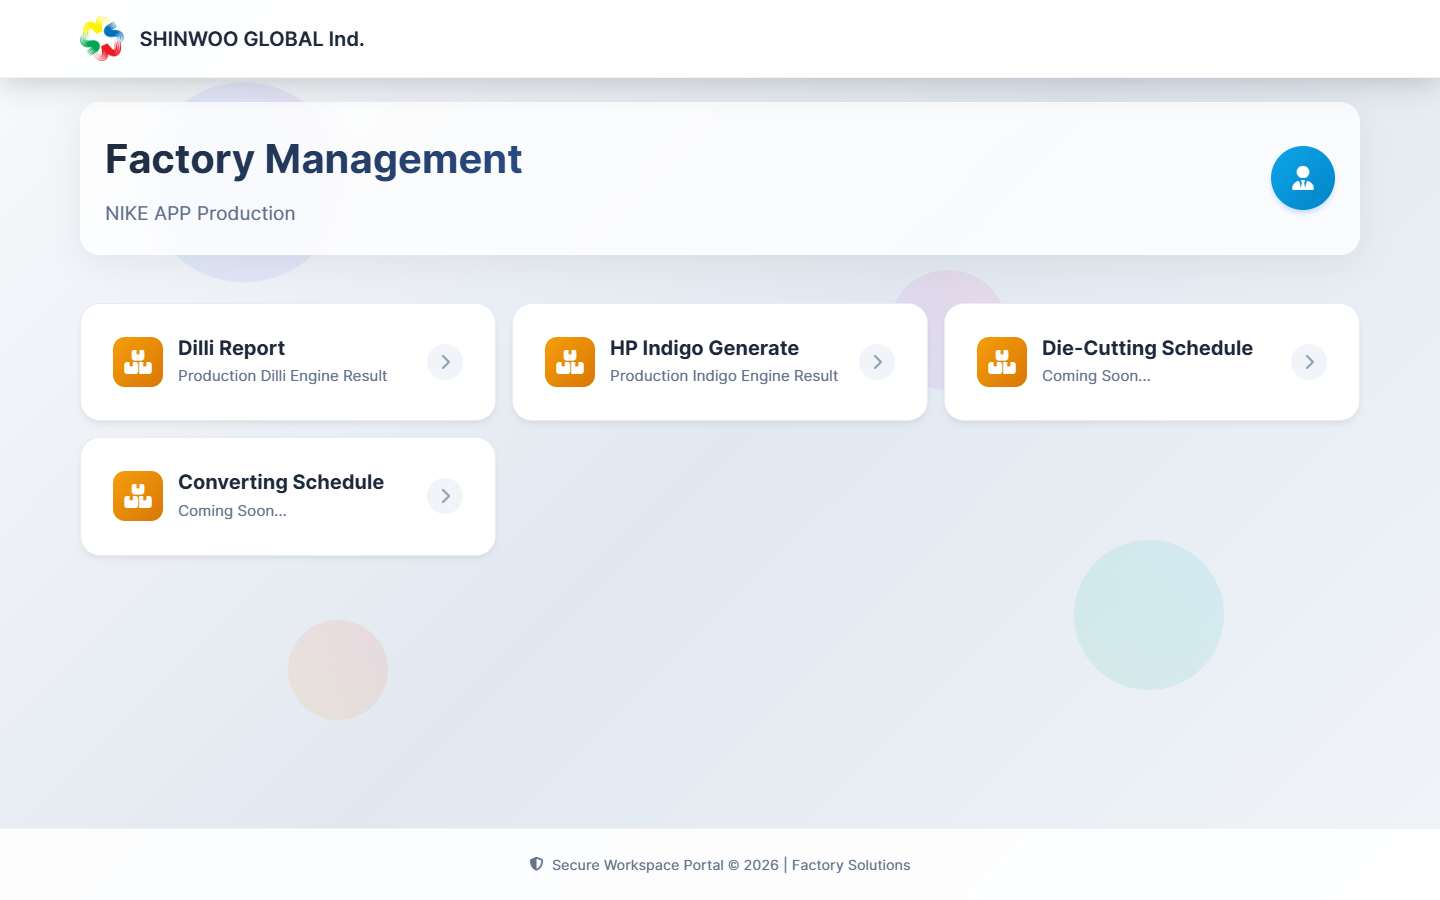 SHINWOO GLOBAL Ind.
Factory Management
NIKE APP Production
Dilli Report
Production Dilli Engine Result
HP Indigo Generate
Production Indigo Engine Result
Die-Cutting Schedule
Coming Soon...
Converting Schedule
Coming Soon...
Secure Workspace Portal © 2026 | Factory Solutions